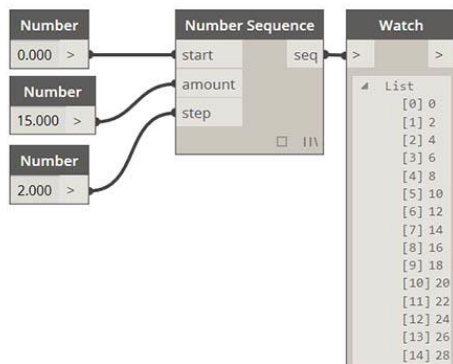 Number
0.000 >
Number
15.000 >
Number
2.000 >
Number Sequence
start seq
amount
step
Watch
> >
List
[0] 0
[1] 2
[2] 4
[3] 6
[4] 8
[5] 10
[6] 12
[7] 14
[8] 16
[9] 18
[10] 20
[11] 22
[12] 24
[13] 26
[14] 28